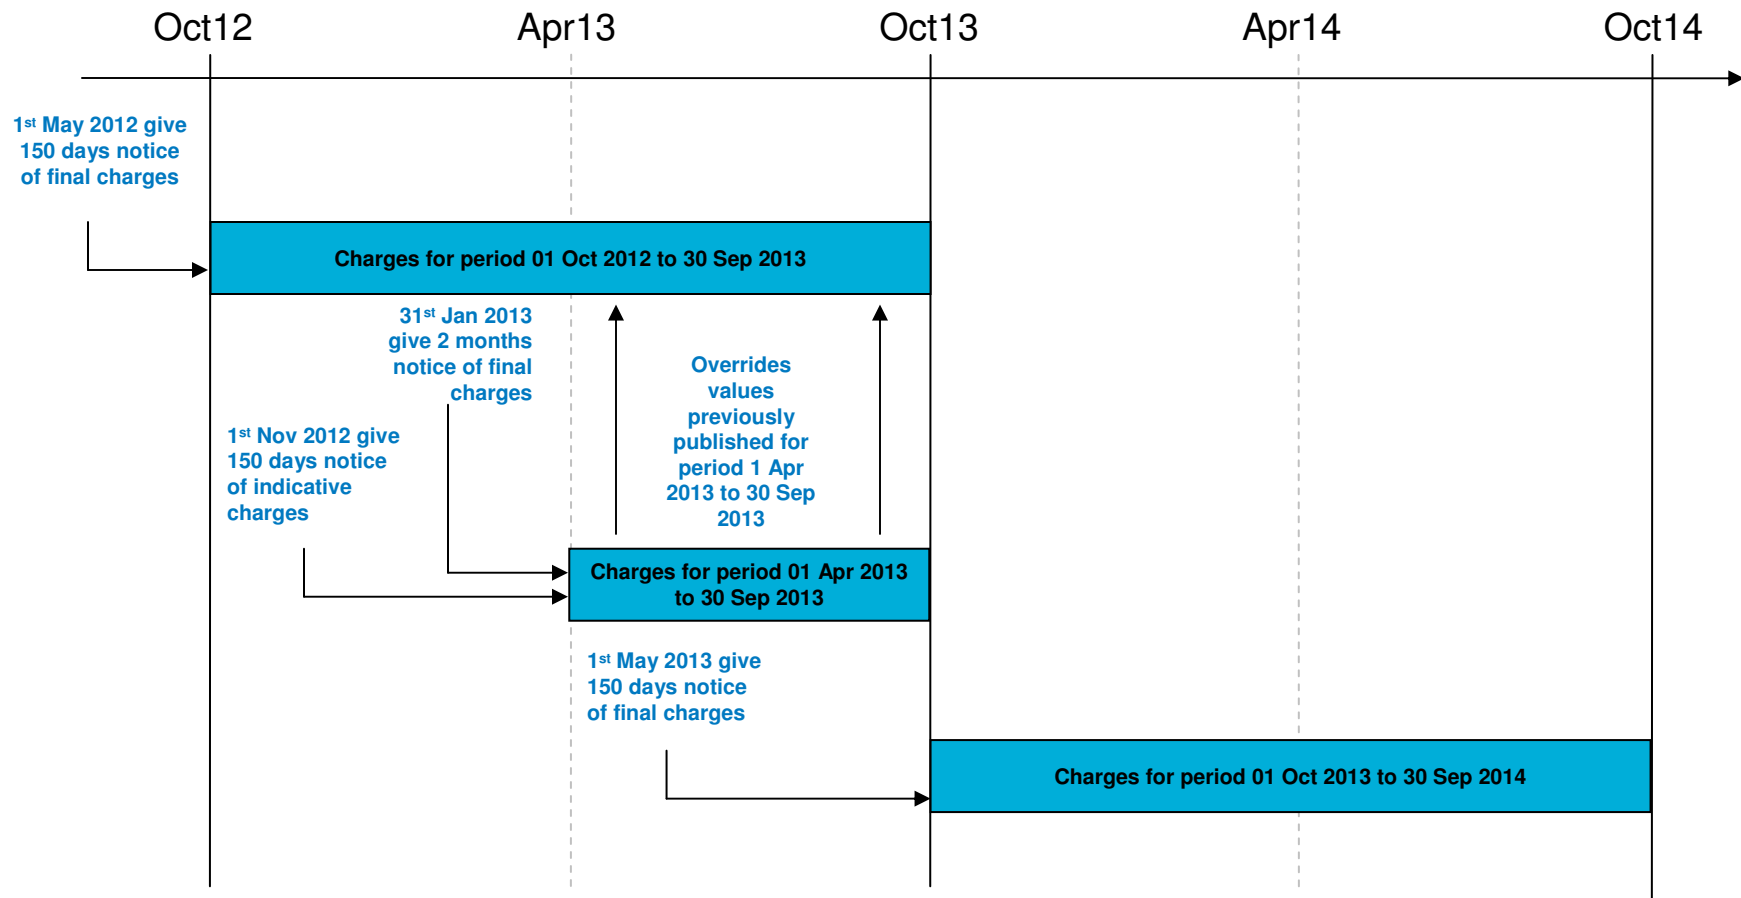 Oct12 Apr13 Oct13 Apr14 Oct14
1st May 2012 give
150 days notice
of final charges
Charges for period 01 Oct 2012 to 30 Sep 2013
31st Jan 2013
give 2 months
notice of final
charges
Overrides
values
previously
published for
period 1 Apr
2013 to 30 Sep
2013
1st Nov 2012 give
150 days notice
of indicative
charges
Charges for period 01 Apr 2013
to 30 Sep 2013
1st May 2013 give
150 days notice
of final charges
Charges for period 01 Oct 2013 to 30 Sep 2014